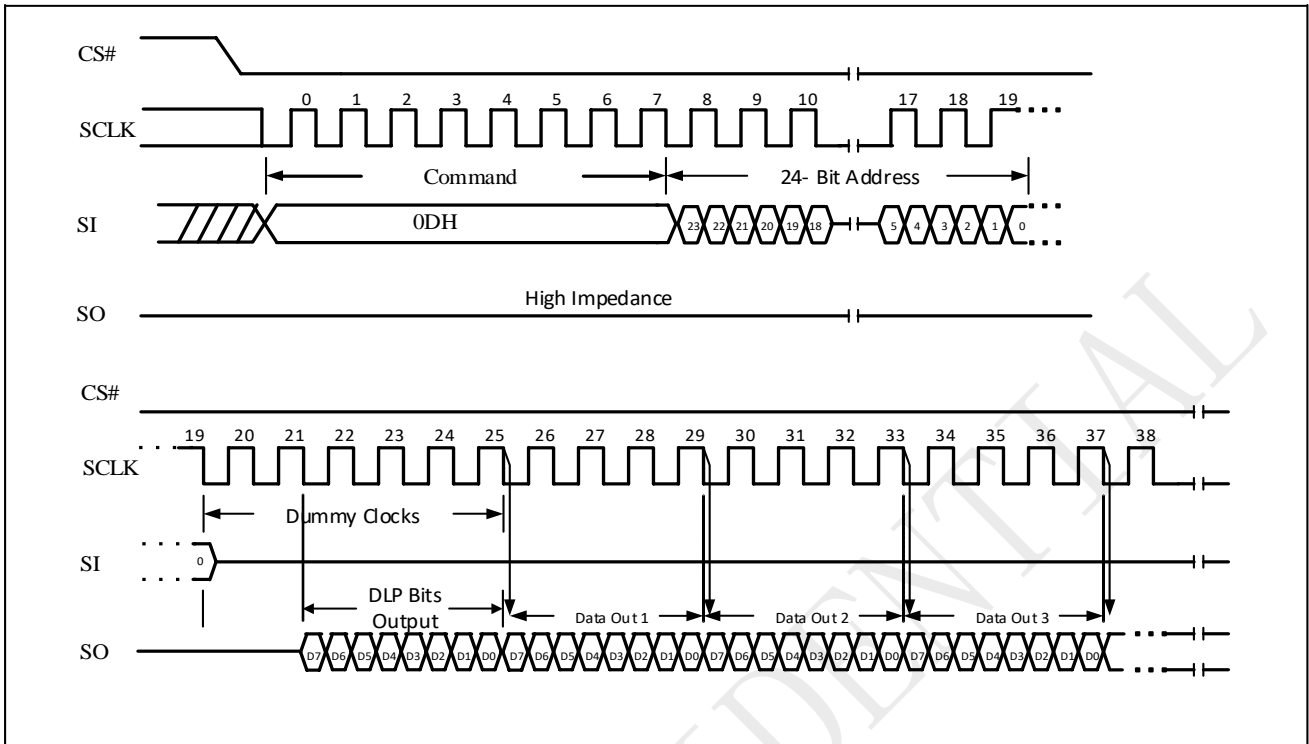 CS#
0 1 2 3 4 5 6 7 8 9 10 17 18 19
SCLK
Command 24- Bit Address
SI 0DH 23 22 21 20 19 18 5 4 3 2 1 0
High Impedance
SO
CS#
19 20 21 22 23 24 25 26 27 28 29 30 31 32 33 34 35 36 37 38
SCLK
Dummy Clocks
SI 0
DLP Bits
Output Data Out 1 Data Out 2 Data Out 3
SO D7 D6 D5 D4 D3 D2 D1 D0 D7 D6 D5 D4 D3 D2 D1 D0 D7 D6 D5 D4 D3 D2 D1 D0 D7 D6 D5 D4 D3 D2 D1 D0
DENTIAL